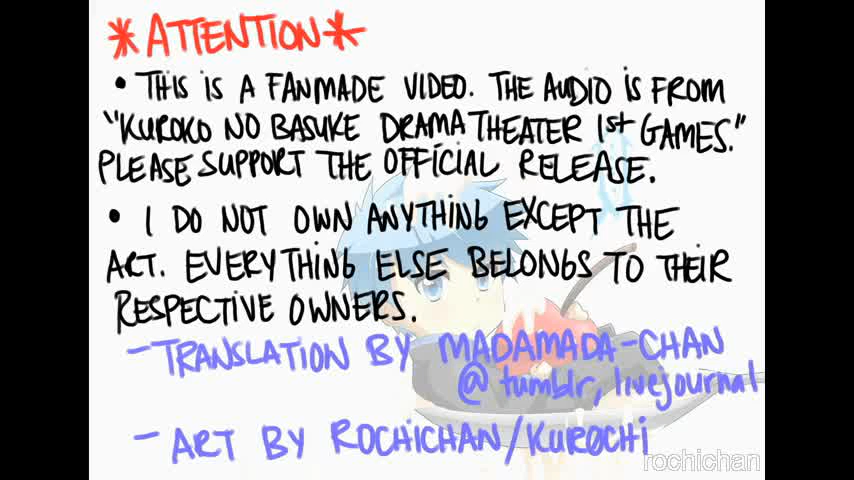 *ATTENTION*
• THIS IS A FANMADE VIDEO. THE AUDIO IS FROM
"KUROKO NO BASUKE DRAMA THEATER 1st GAMES."
PLEASE SUPPORT THE OFFICIAL RELEASE.
• I DO NOT OWN ANYTHING EXCEPT THE
ART. EVERYTHING ELSE BELONGS TO THEIR
RESPECTIVE OWNERS.
- TRANSLATION BY MADAMADA-CHAN
@ tumblr, livejournal
- ART BY ROCHICHAN/KUROCHI
rochichan